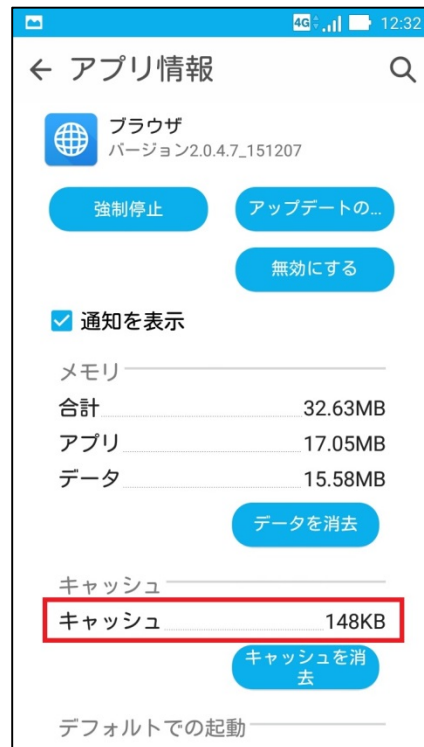 4G 12:32
アプリ情報
ブラウザ
バージョン2.0.4.7_151207
強制停止 アップデートの...
無効にする
通知を表示
メモリ
合計 32.63MB
アプリ 17.05MB
データ 15.58MB
データを消去
キャッシュ
キャッシュ 148KB
キャッシュを消
去
デフォルトでの起動